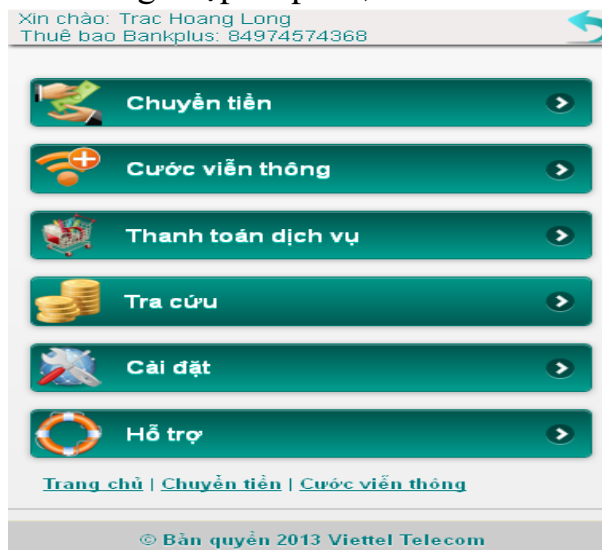 Xin chào: Trac Hoang Long
Thuê bao Bankplus: 84974574368
Chuyển tiền
Cước viễn thông
Thanh toán dịch vụ
Tra cứu
Cài đặt
Hỗ trợ
Trang chủ | Chuyển tiền | Cước viễn thông
© Bản quyền 2013 Viettel Telecom